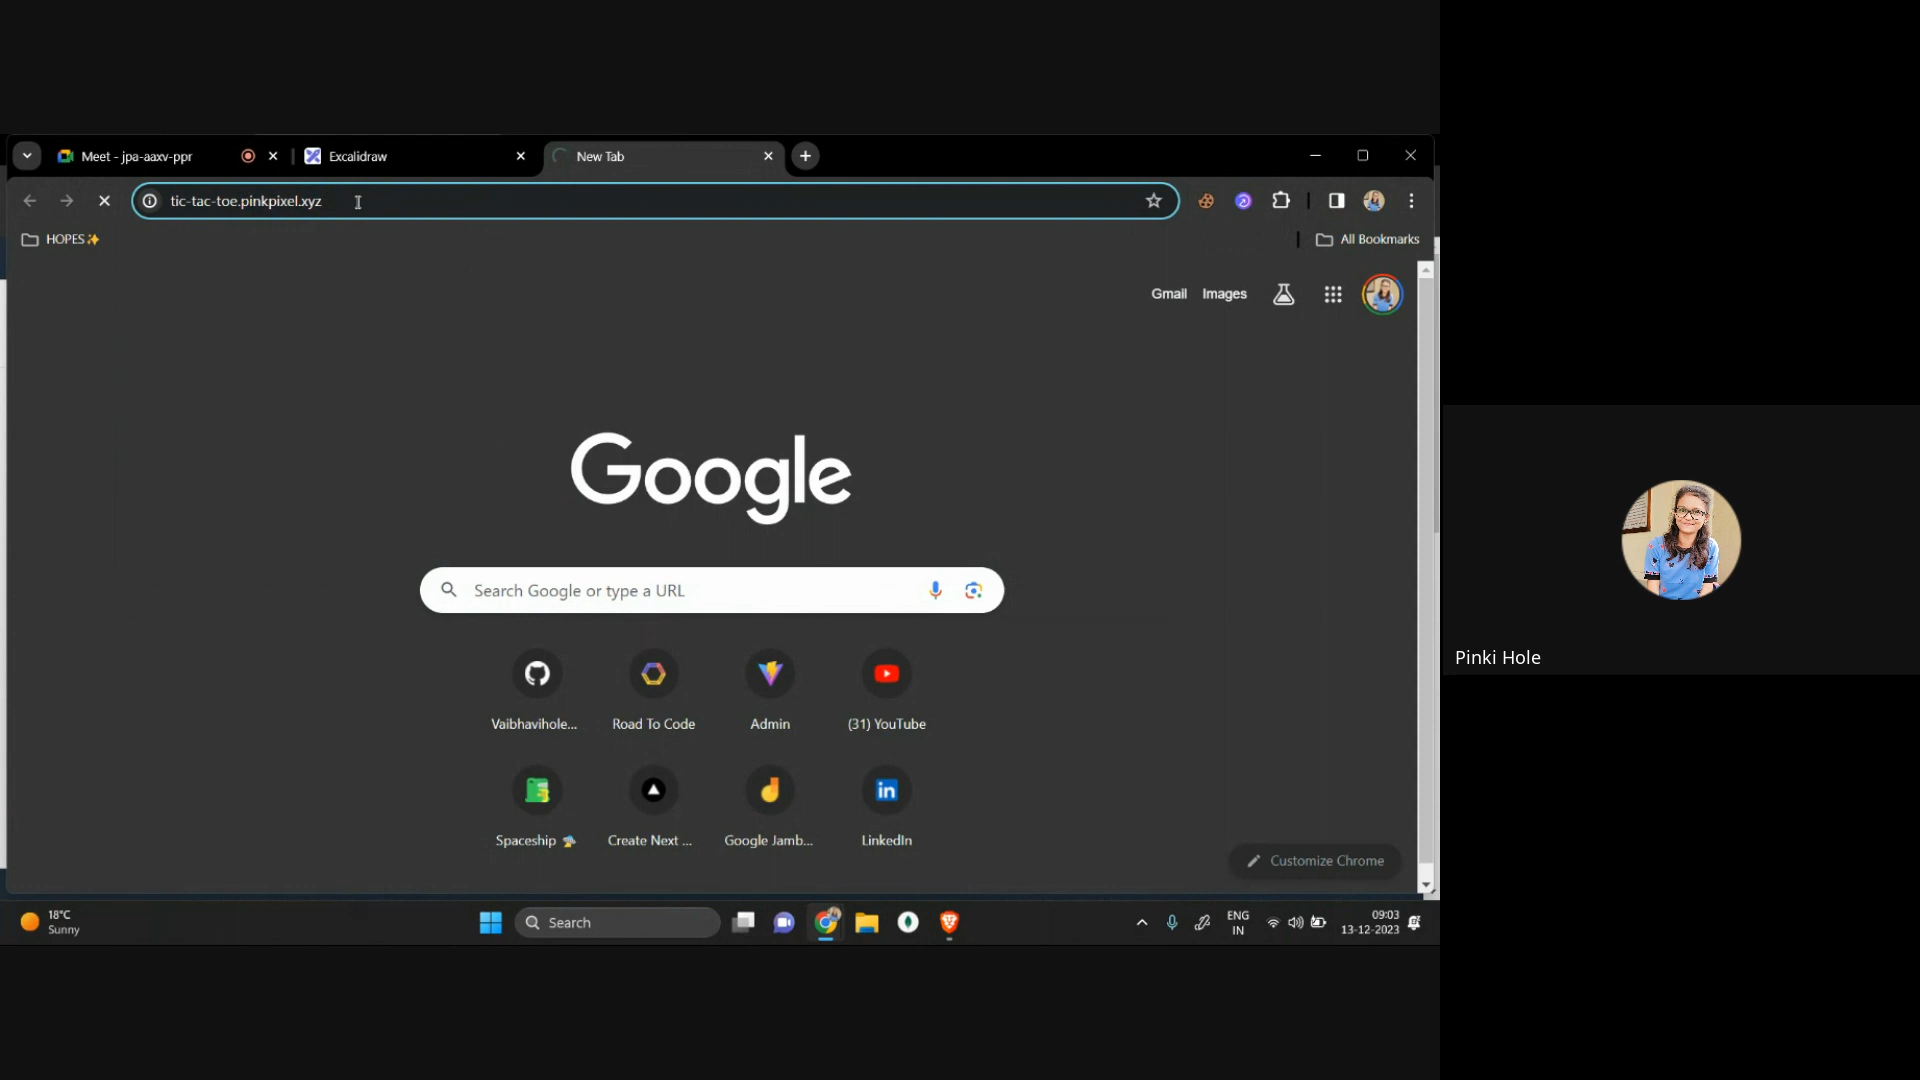 Meet - jpa-aaxv-ppr
Excalidraw
New Tab
tic-tac-toe.pinkpixel.xyz
HOPES✨
All Bookmarks
Gmail Images
Google
Search Google or type a URL
Vaibhavihole...
Road To Code
Admin
(31) YouTube
Spaceship 🛸
Create Next ...
Google Jamb...
LinkedIn
Customize Chrome
Pinki Hole
18°C
Sunny
Search
ENG
IN
09:03
13-12-2023